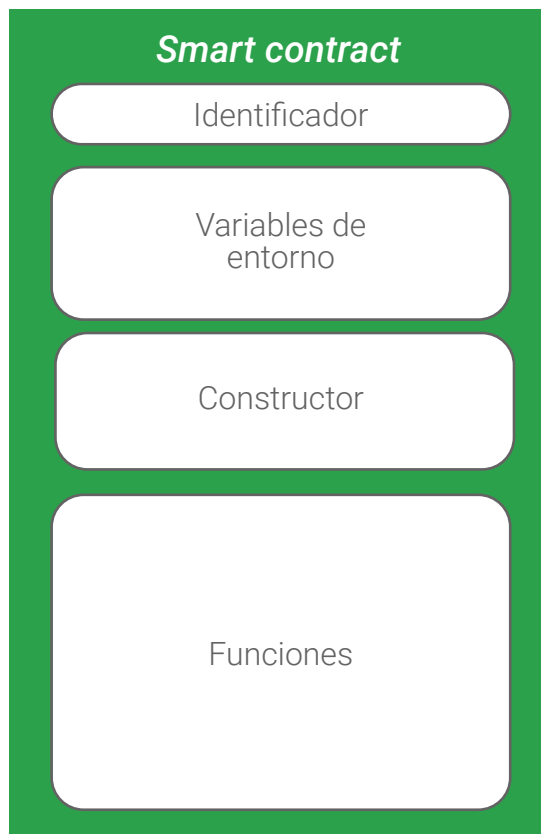 Smart contract
Identificador
Variables de
entorno
Constructor
Funciones